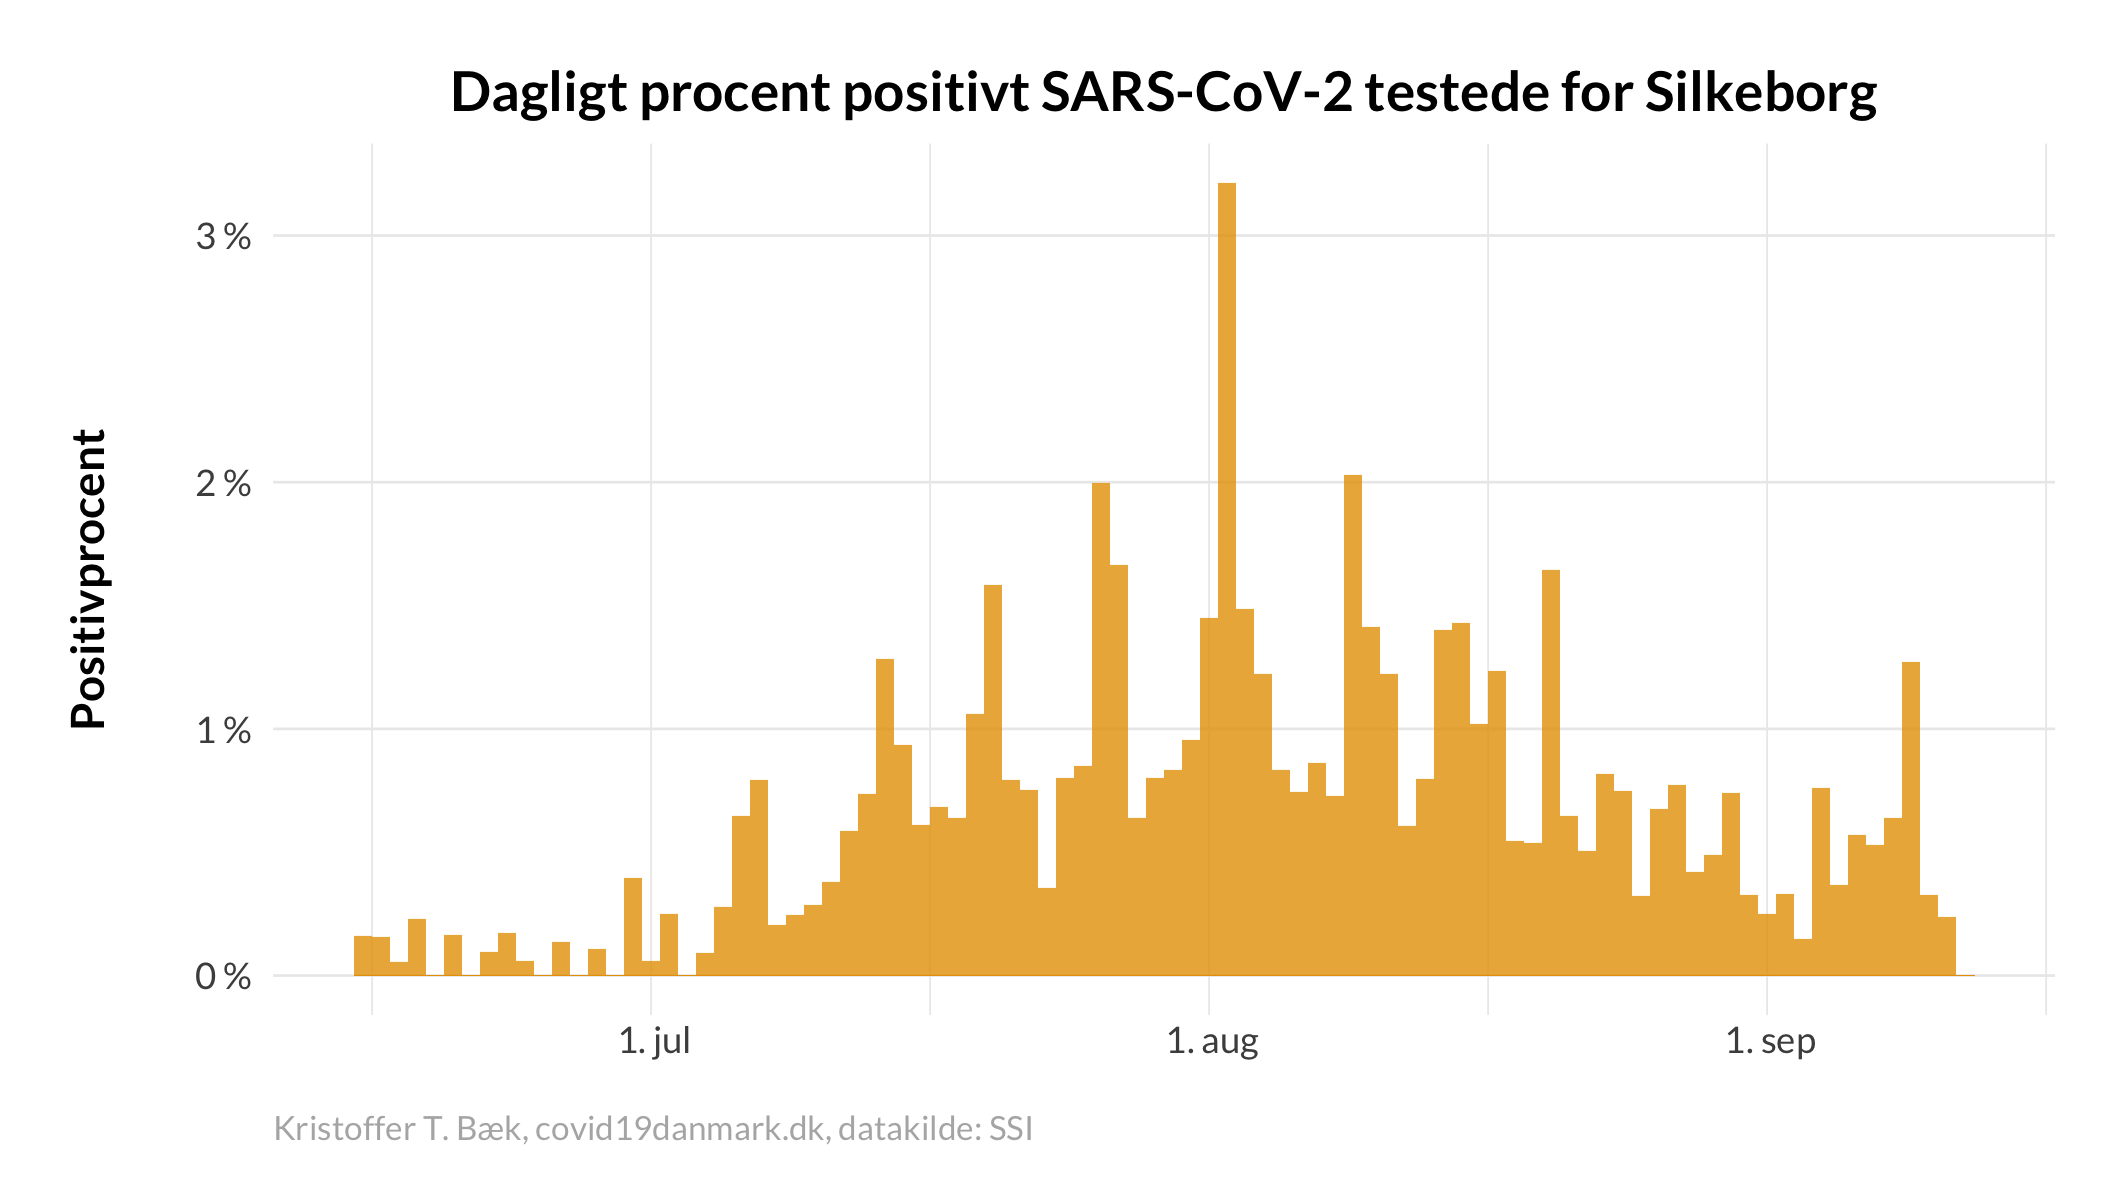 Dagligt procent positivt SARS-CoV-2 testede for Silkeborg
Positivprocent
3 %
2 %
1 %
0 %
1. jul
1. aug
1. sep
Kristoffer T. Bæk, covid19danmark.dk, datakilde: SSI